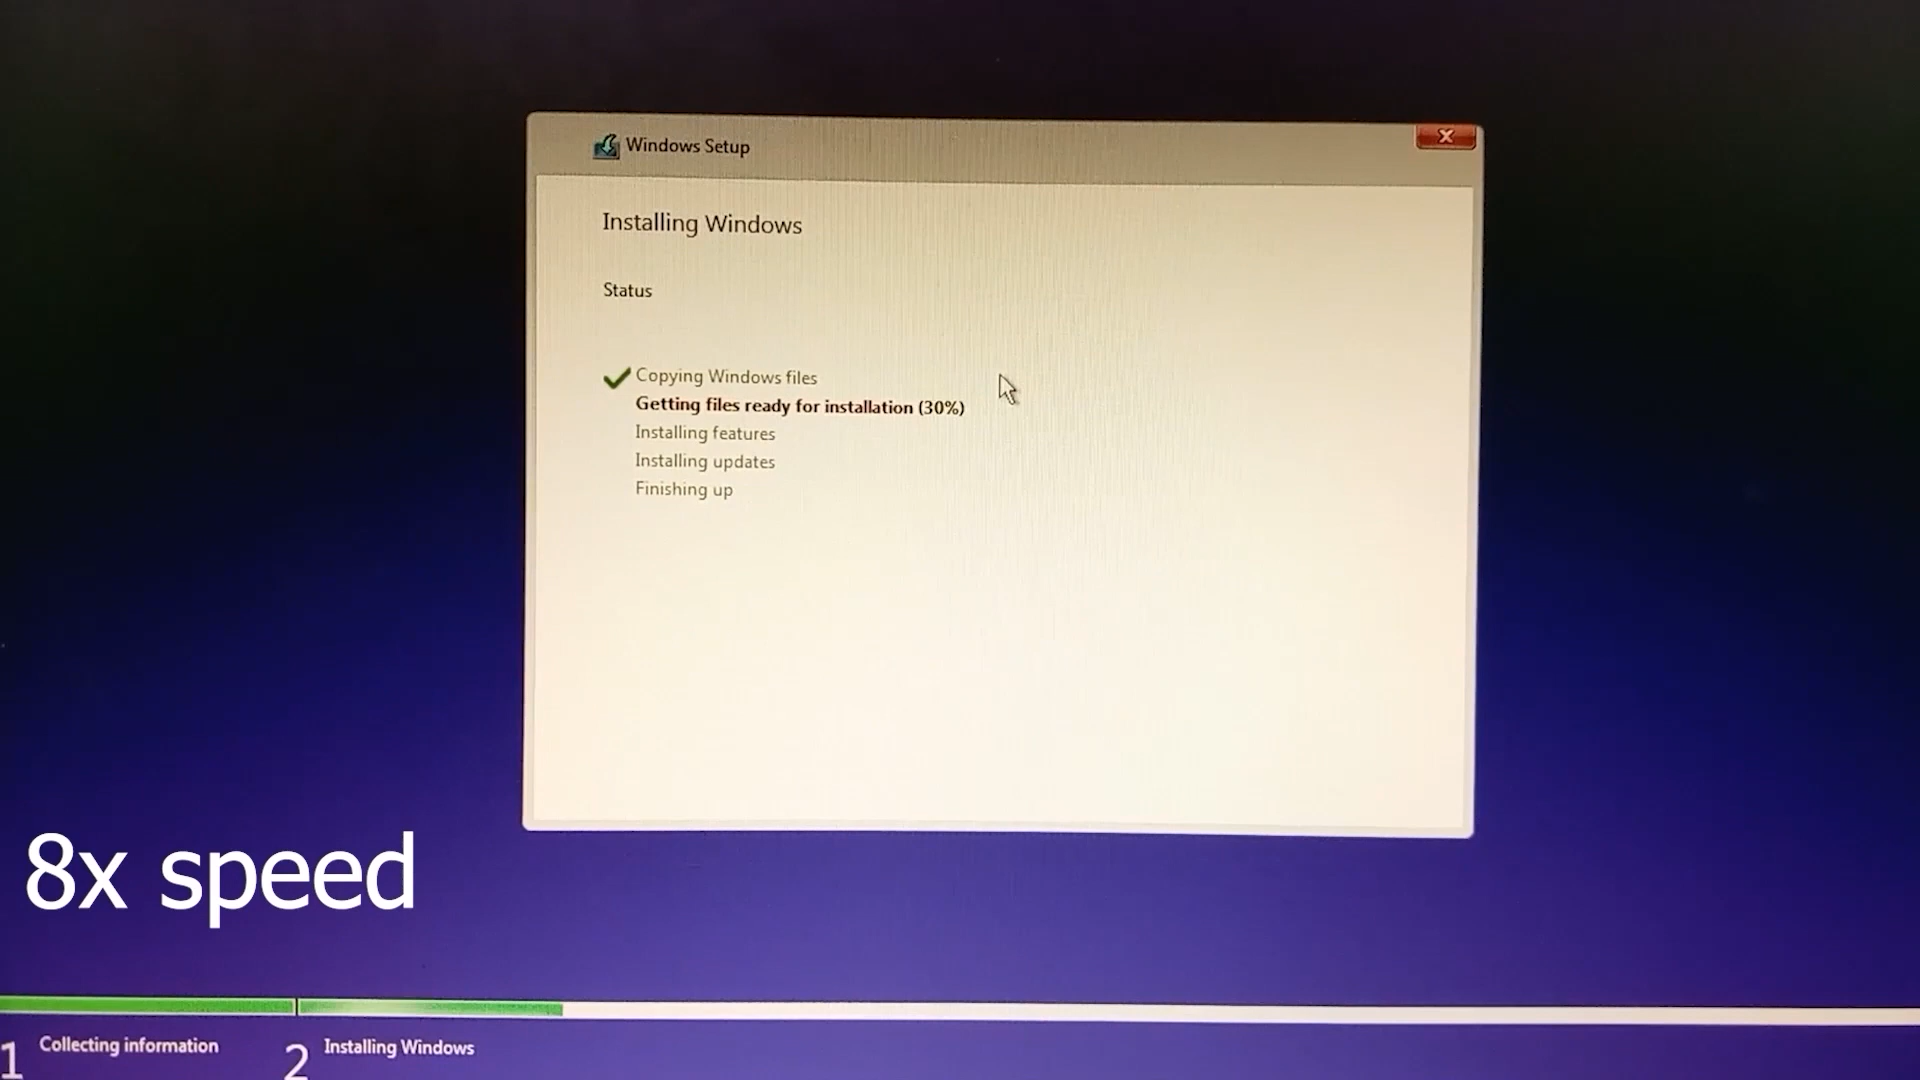 Windows Setup
Installing Windows
Status
Copying Windows files
Getting files ready for installation (30%)
Installing features
Installing updates
Finishing up
8x speed
1 Collecting information
2 Installing Windows